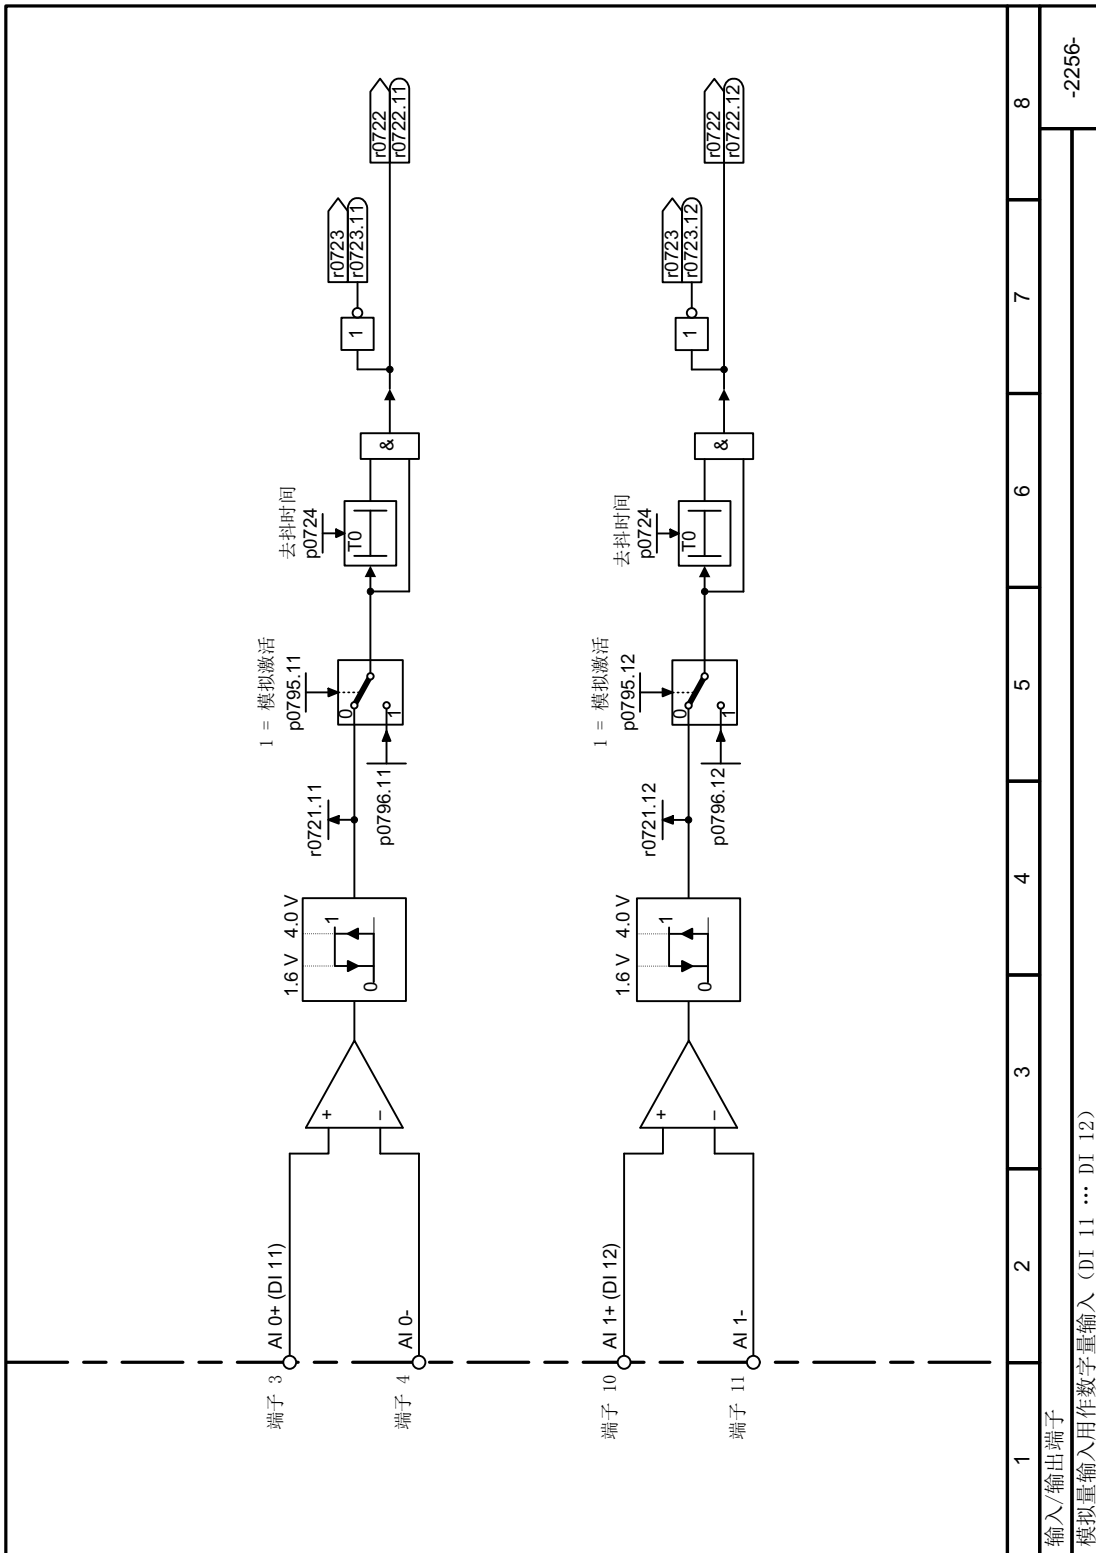 端子 3
AI 0+ (DI 11)
端子 4
AI 0-
+
–
1.6 V 4.0 V
0
1
r0721.11
p0796.11
1 = 模拟激活
p0795.11
0
1
去抖时间
p0724
T0
&
1
r0723
r0723.11
r0722
r0722.11
端子 10
AI 1+ (DI 12)
端子 11
AI 1-
+
–
1.6 V 4.0 V
0
1
r0721.12
p0796.12
1 = 模拟激活
p0795.12
0
1
去抖时间
p0724
T0
&
1
r0723
r0723.12
r0722
r0722.12
1 2 3 4 5 6 7 8
输入/输出端子
模拟量输入用作数字量输入 (DI 11 ··· DI 12)
-2256-